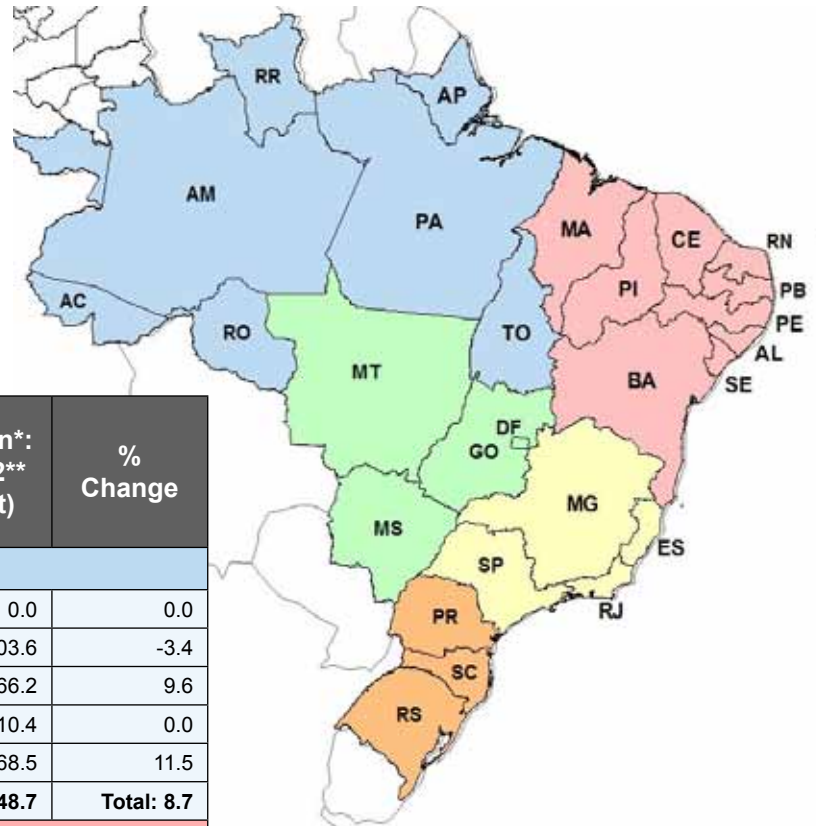 RR
AP
AM
PA
MA
CE
RN
PI
PB
AC
PE
RO
TO
AL
MT
BA
SE
DF
GO
MG
MS
ES
SP
RJ
PR
SC
RS
%
Change
0.0 0.0
-3.4
9.6
0.0
11.5
Total: 8.7